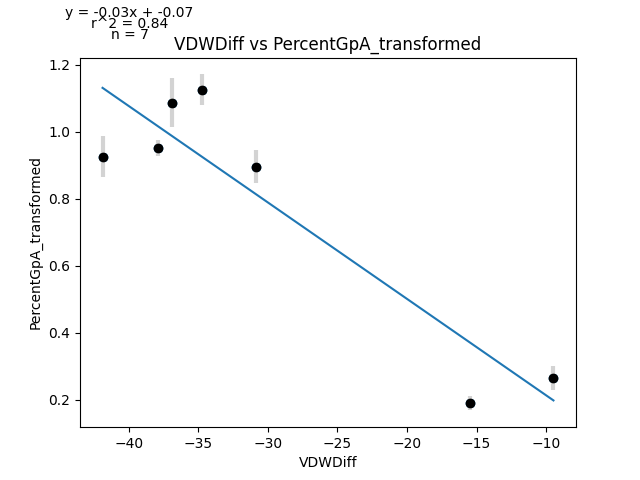 y = -0.03x + -0.07
r^2 = 0.84
n = 7
VDWDiff vs PercentGpA_transformed
1.2
1.0
0.8
0.6
0.4
0.2
PercentGpA_transformed
−40
−35
−30
−25
−20
−15
−10
VDWDiff